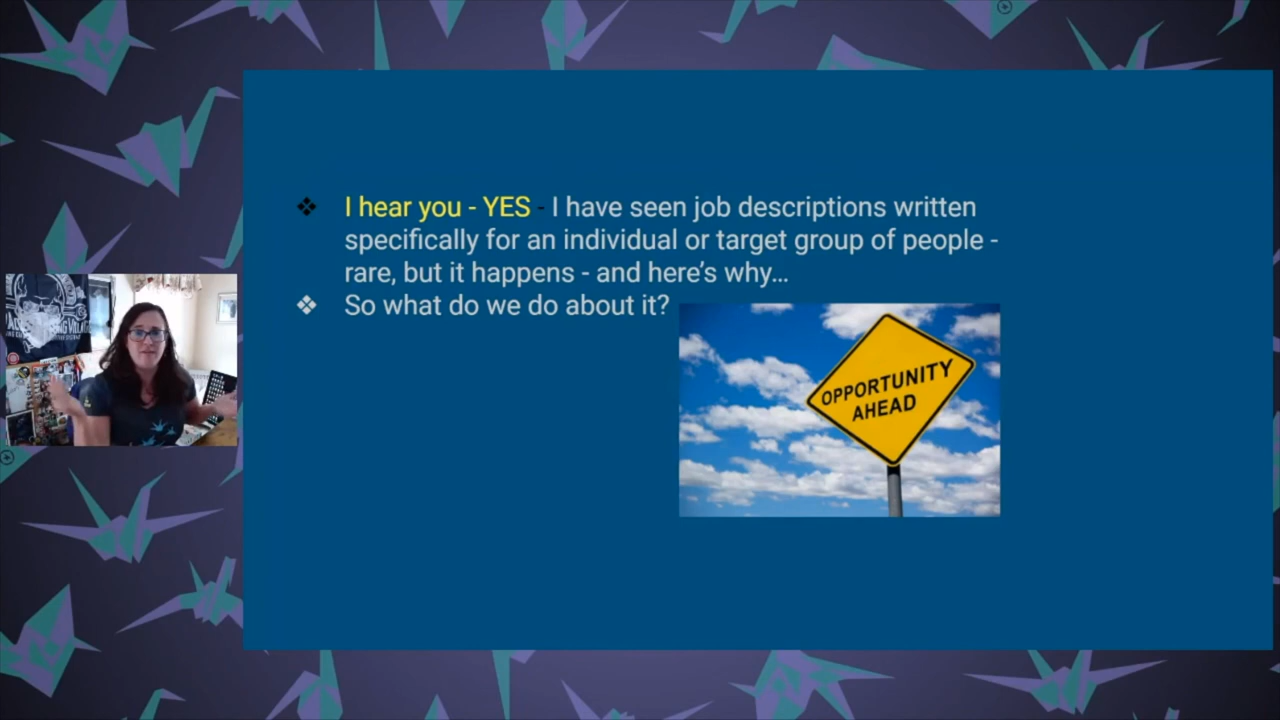 ❖ I hear you - YES - I have seen job descriptions written
specifically for an individual or target group of people -
rare, but it happens - and here's why…
❖ So what do we do about it?
OPPORTUNITY
AHEAD